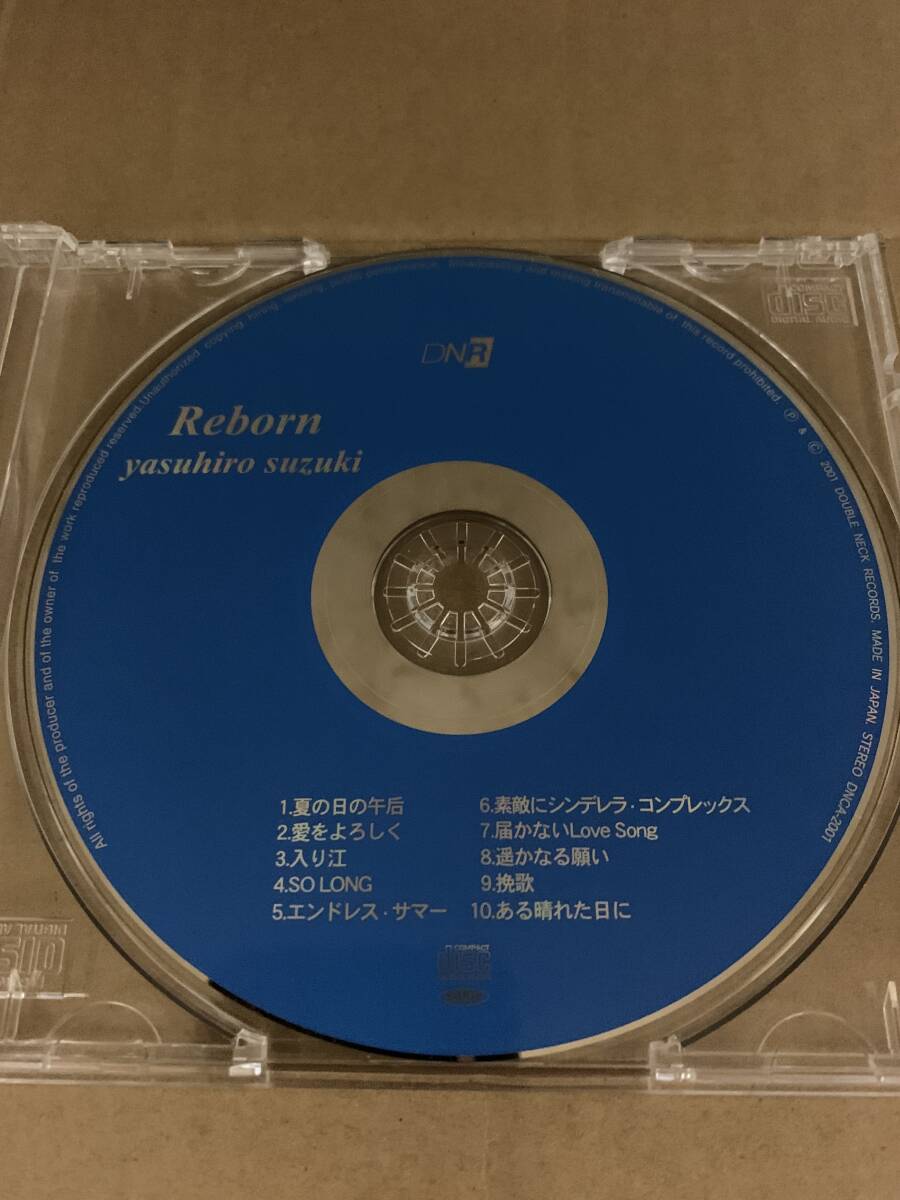 DNR
Reborn
yasuhiro suzuki
1.夏の日の午后
2.愛をよろしく
3.入り江
4.SO LONG
5.エンドレス・サマー
6.素敵にシンデレラ・コンプレックス
7.届かないLove Song
8.遥かなる願い
9.挽歌
10.ある晴れた日に
COMPACT
DISC
All rights of the producer and of the owner of the work reproduced reserved. Unauthorized copying, hiring, lending, public performance, broadcasting and making transmittable of this record prohibited. Ⓟ & © 2001 DOUBLE NECK RECORDS. MADE IN JAPAN. STEREO DNCA-2001
COMPACT
DISC
DIGITAL AUDIO